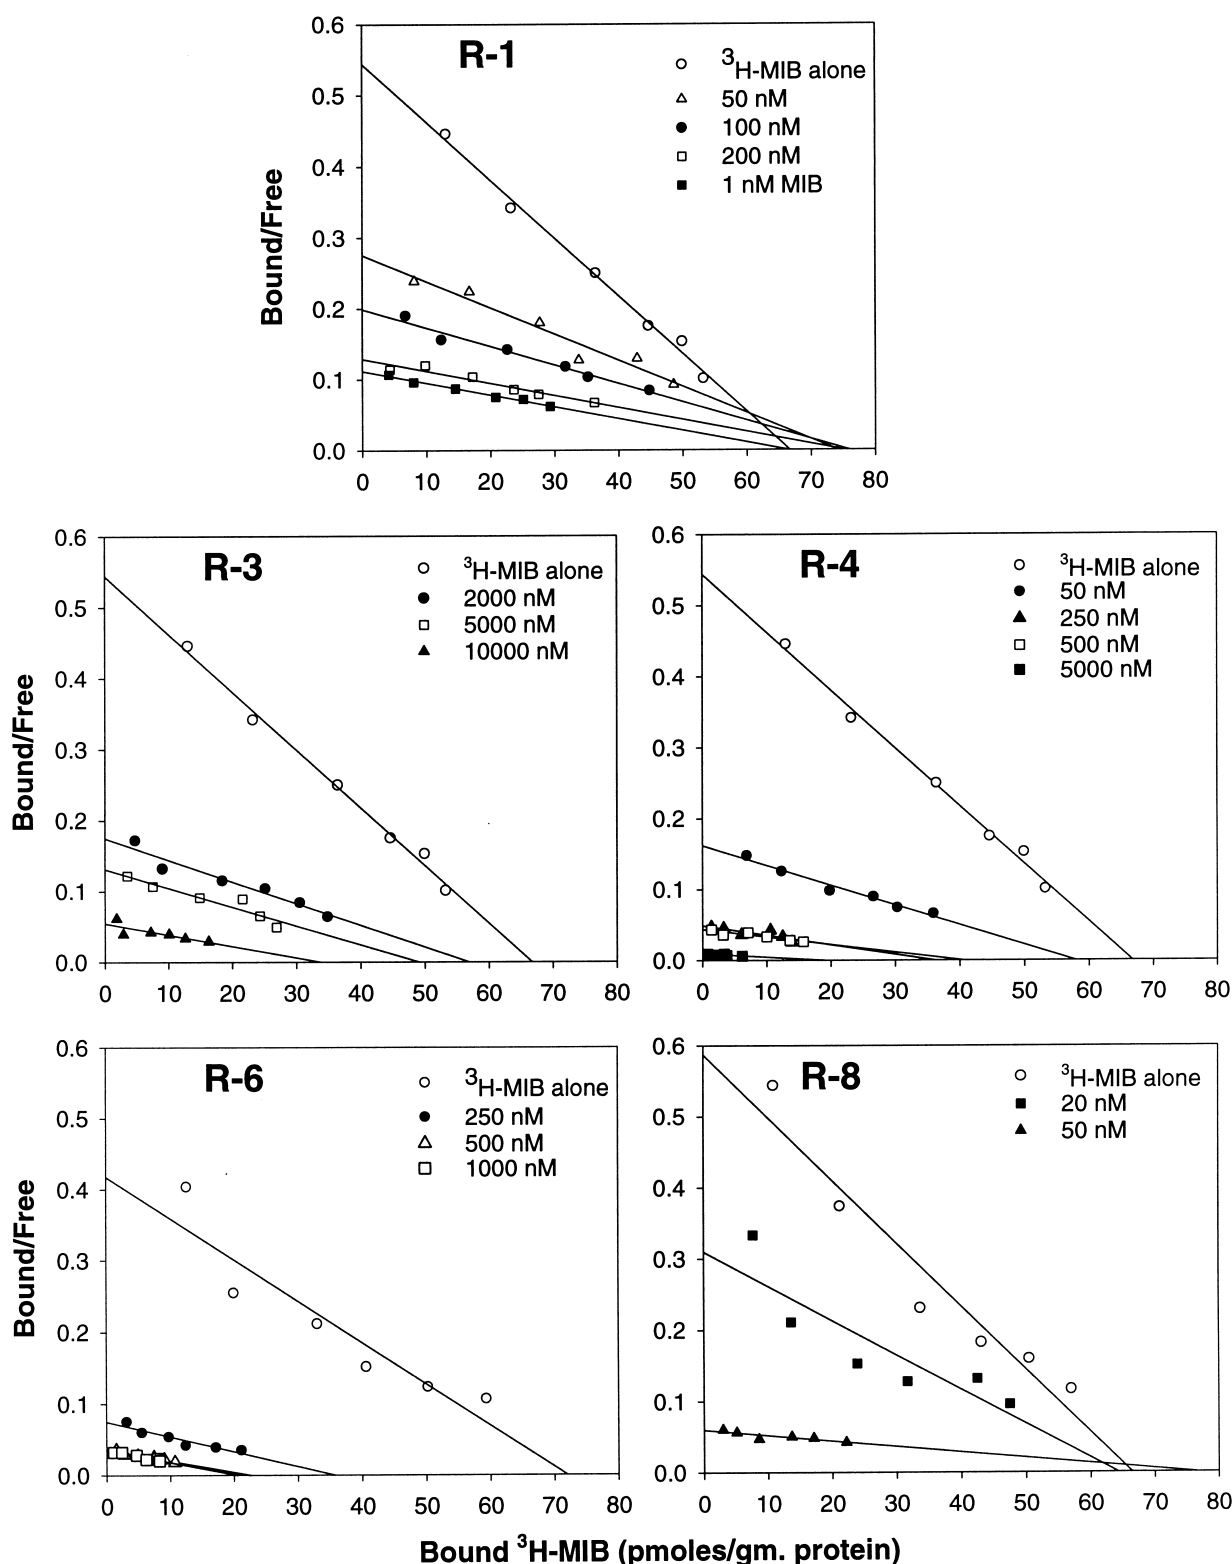 R-1
³H-MIB alone
50 nM
100 nM
200 nM
1 nM MIB
0.6
0.5
0.4
0.3
0.2
0.1
0.0
Bound/Free
0 10 20 30 40 50 60 70 80
R-3
³H-MIB alone
2000 nM
5000 nM
10000 nM
0.6
0.5
0.4
0.3
0.2
0.1
0.0
Bound/Free
0 10 20 30 40 50 60 70 80
R-4
³H-MIB alone
50 nM
250 nM
500 nM
5000 nM
0.6
0.5
0.4
0.3
0.2
0.1
0.0
0 10 20 30 40 50 60 70 80
R-6
³H-MIB alone
250 nM
500 nM
1000 nM
0.6
0.5
0.4
0.3
0.2
0.1
0.0
Bound/Free
0 10 20 30 40 50 60 70 80
R-8
³H-MIB alone
20 nM
50 nM
0.6
0.5
0.4
0.3
0.2
0.1
0.0
0 10 20 30 40 50 60 70 80
Bound ³H-MIB (pmoles/gm. protein)